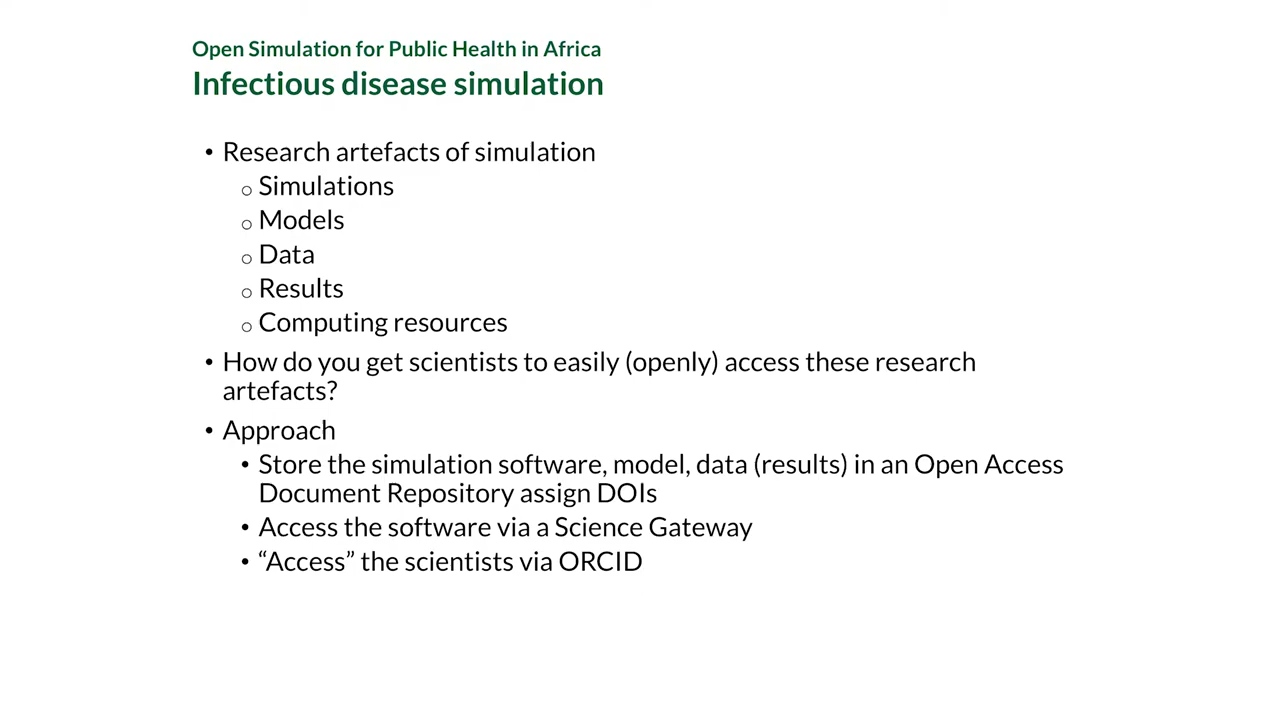 Open Simulation for Public Health in Africa
Infectious disease simulation
• Research artefacts of simulation
o Simulations
o Models
o Data
o Results
o Computing resources
• How do you get scientists to easily (openly) access these research
artefacts?
• Approach
• Store the simulation software, model, data (results) in an Open Access
Document Repository assign DOIs
• Access the software via a Science Gateway
• “Access” the scientists via ORCID